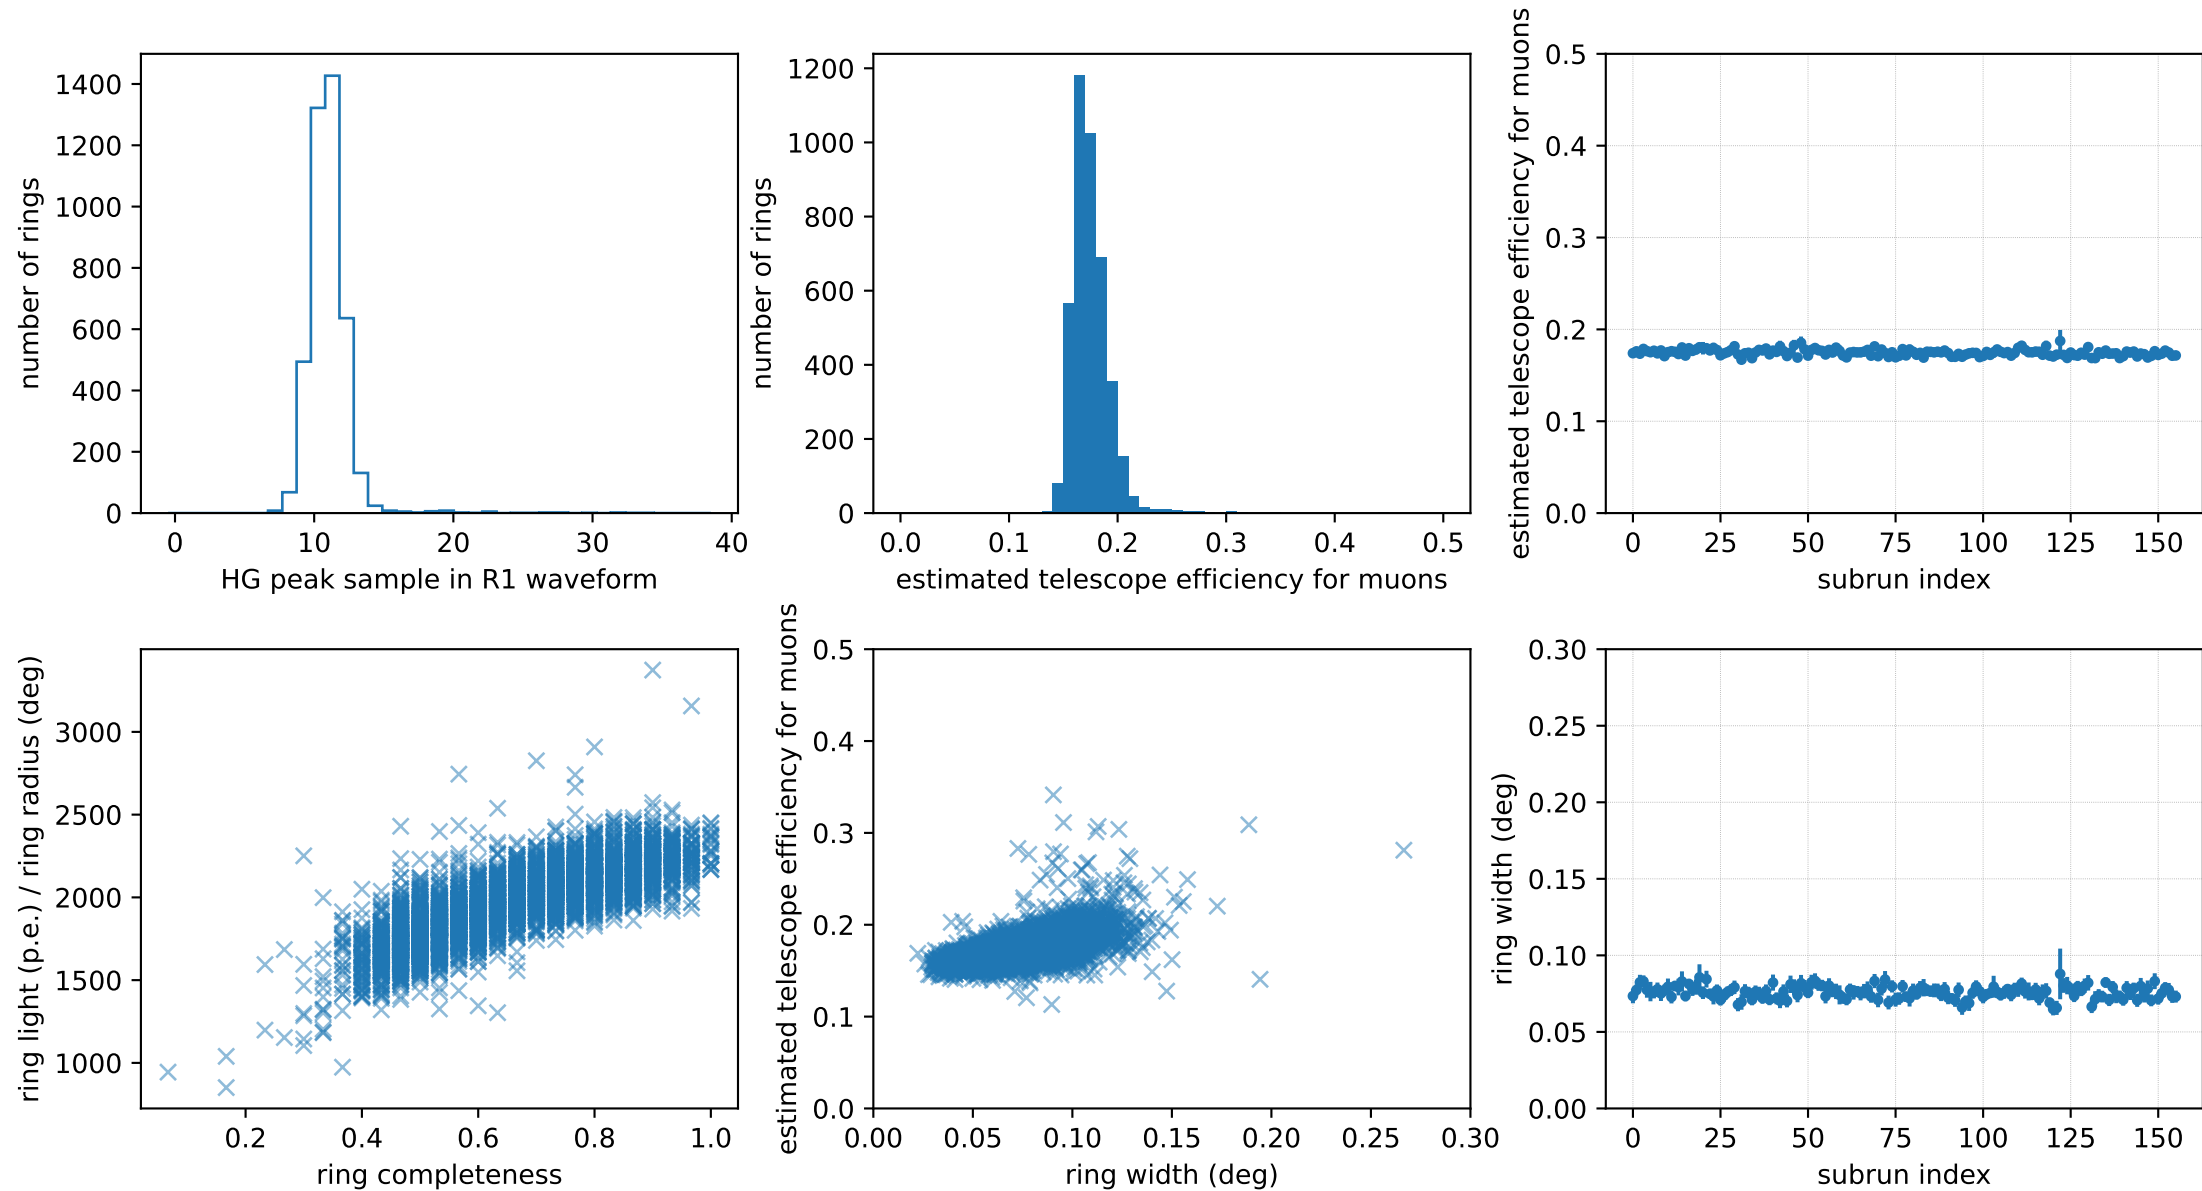 number of rings
1400
1200
1000
800
600
400
200
0
0 10 20 30 40
HG peak sample in R1 waveform
number of rings
1200
1000
800
600
400
200
0
0.0 0.1 0.2 0.3 0.4 0.5
estimated telescope efficiency for muons
estimated telescope efficiency for muons
0.5
0.4
0.3
0.2
0.1
0.0
0 25 50 75 100 125 150
subrun index
ring light (p.e.) / ring radius (deg)
3000
2500
2000
1500
1000
0.2 0.4 0.6 0.8 1.0
ring completeness
estimated telescope efficiency for muons
0.5
0.4
0.3
0.2
0.1
0.0
0.00 0.05 0.10 0.15 0.20 0.25 0.30
ring width (deg)
ring width (deg)
0.30
0.25
0.20
0.15
0.10
0.05
0.00
0 25 50 75 100 125 150
subrun index